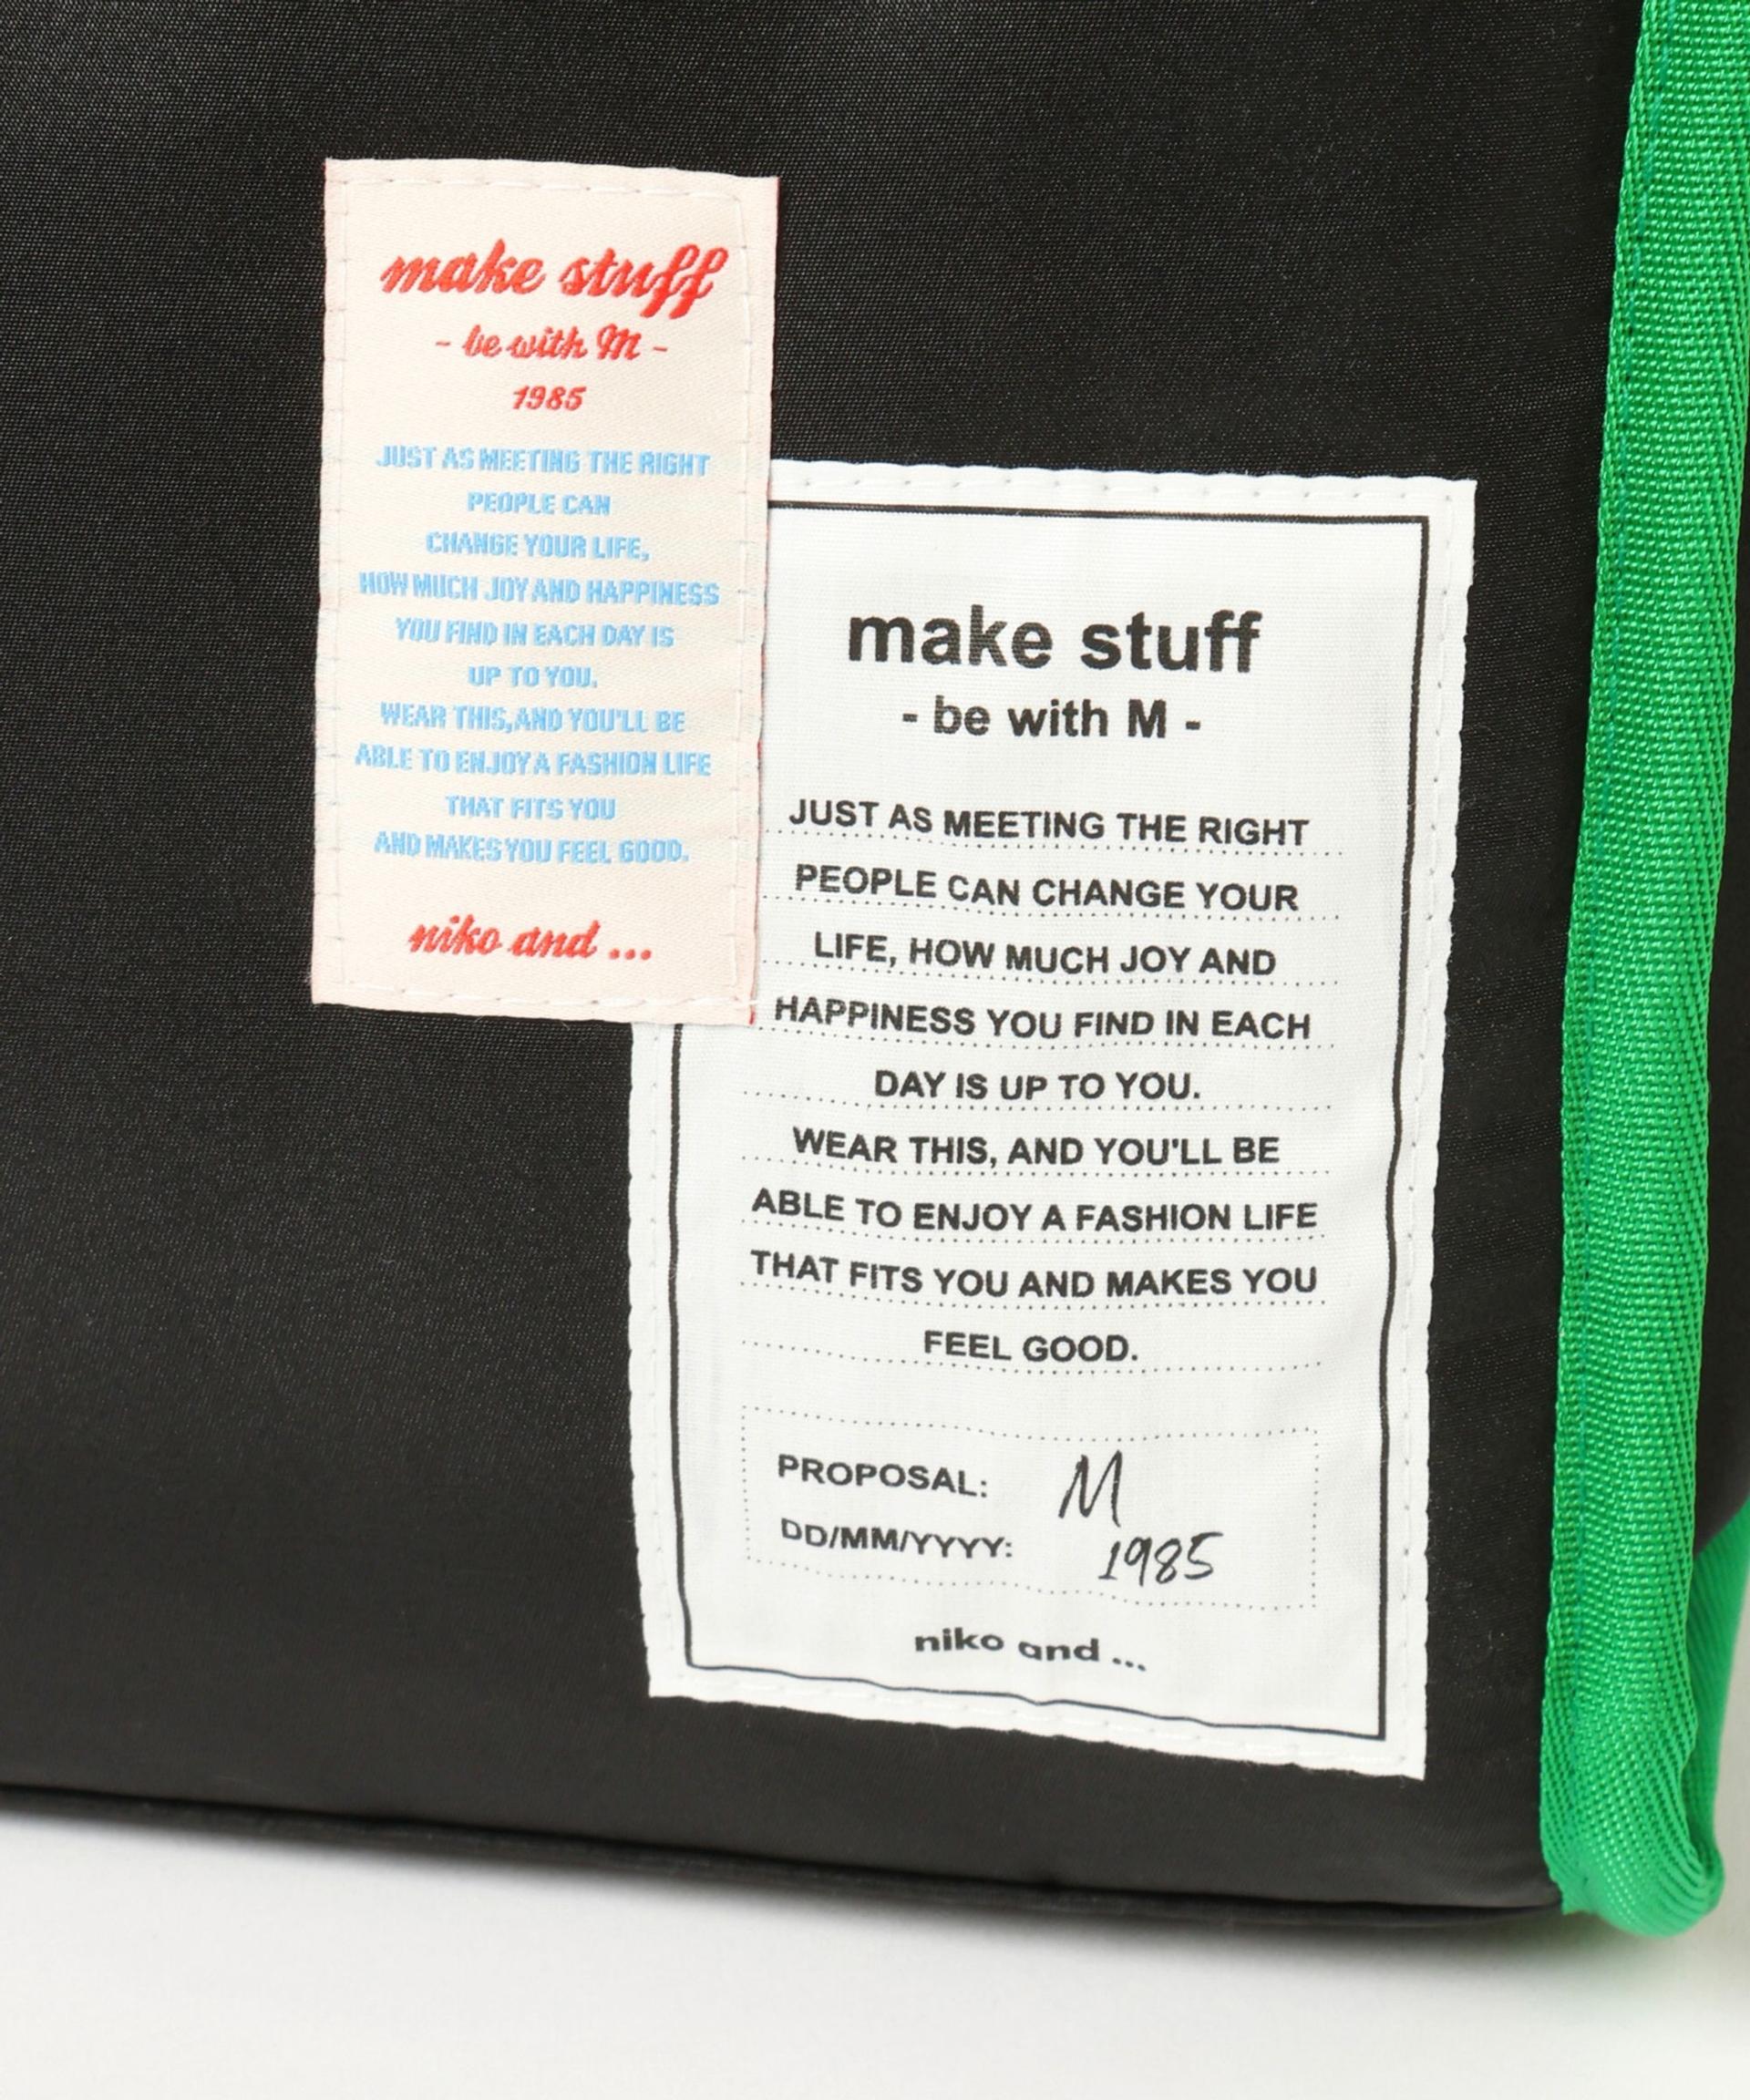 make stuff
- be with M -
1985
JUST AS MEETING THE RIGHT
PEOPLE CAN
CHANGE YOUR LIFE,
HOW MUCH JOY AND HAPPINESS
YOU FIND IN EACH DAY IS
UP TO YOU.
WEAR THIS,AND YOU'LL BE
ABLE TO ENJOY A FASHION LIFE
THAT FITS YOU
AND MAKES YOU FEEL GOOD.
niko and ...
make stuff
- be with M -
JUST AS MEETING THE RIGHT
PEOPLE CAN CHANGE YOUR
LIFE, HOW MUCH JOY AND
HAPPINESS YOU FIND IN EACH
DAY IS UP TO YOU.
WEAR THIS, AND YOU'LL BE
ABLE TO ENJOY A FASHION LIFE
THAT FITS YOU AND MAKES YOU
FEEL GOOD.
PROPOSAL: M
DD/MM/YYYY: 1985
niko and ...